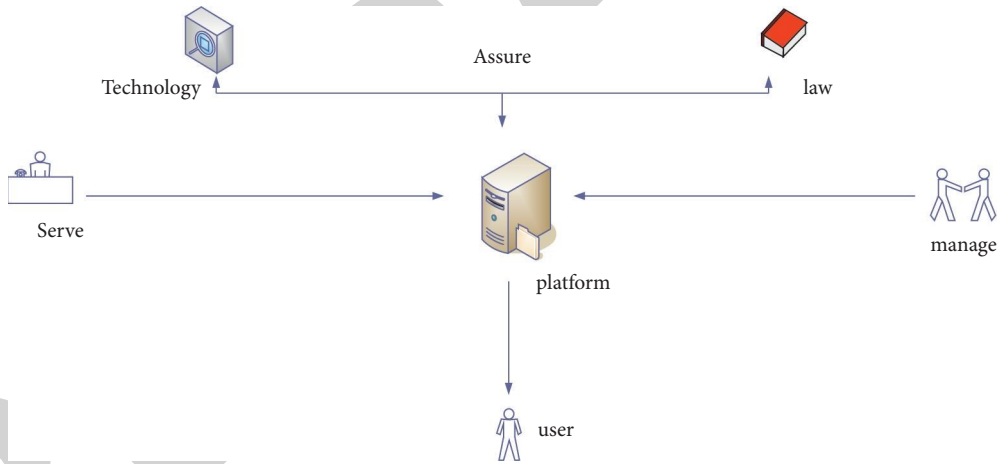 Assure
Technology
law
Serve
manage
platform
user